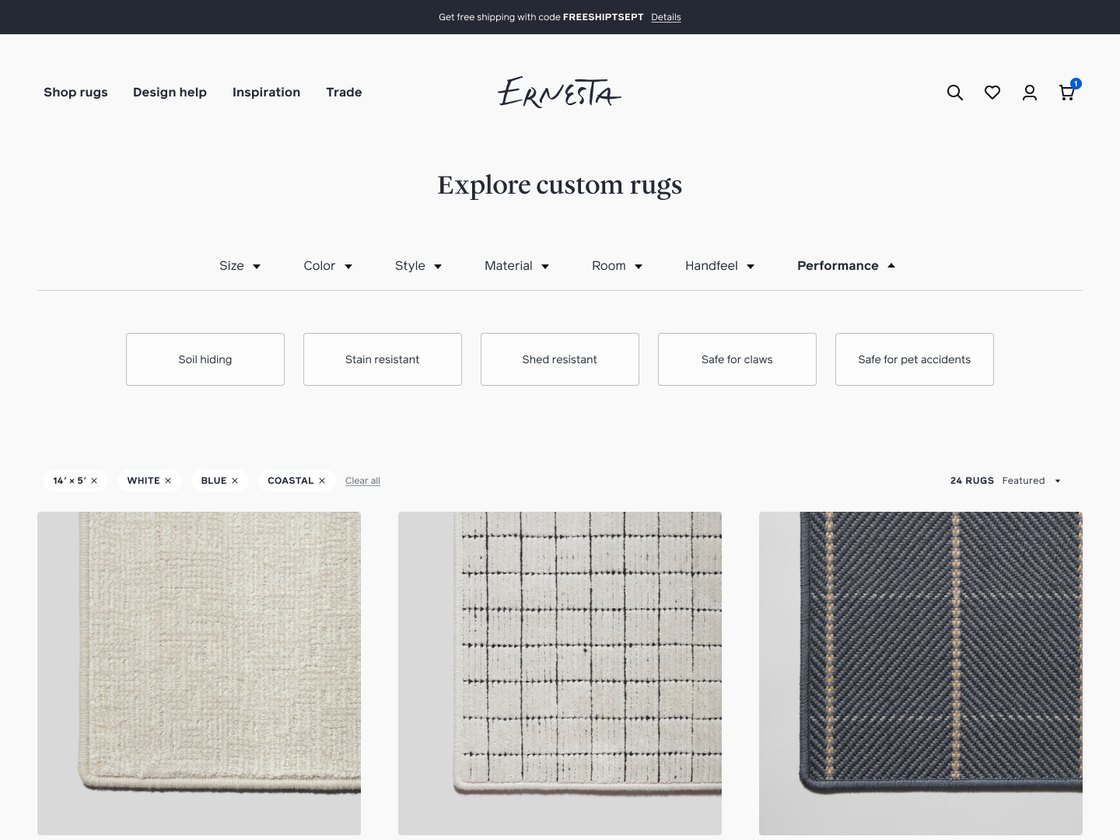 Get free shipping with code FREESHIPTSEPT Details
Shop rugs Design help Inspiration Trade
ERNESTA
1
Explore custom rugs
Size Color Style Material Room Handfeel Performance
Soil hiding Stain resistant Shed resistant Safe for claws Safe for pet accidents
14′ × 5′ × WHITE × BLUE × COASTAL × Clear all
24 RUGS Featured